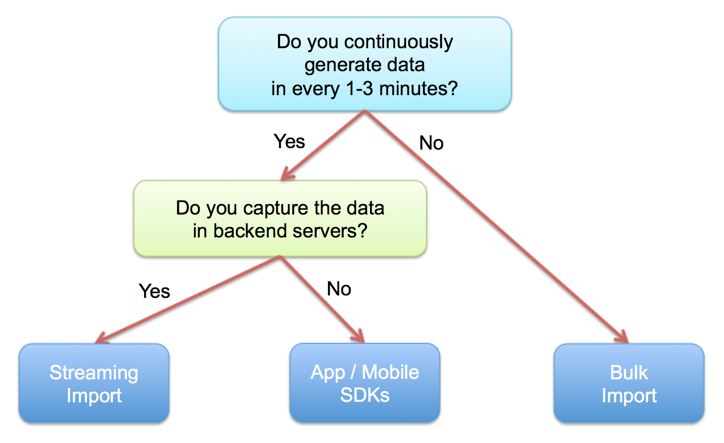 Do you continuously
generate data
in every 1-3 minutes?
Yes
No
Do you capture the data
in backend servers?
Yes
No
Streaming
Import
App / Mobile
SDKs
Bulk
Import